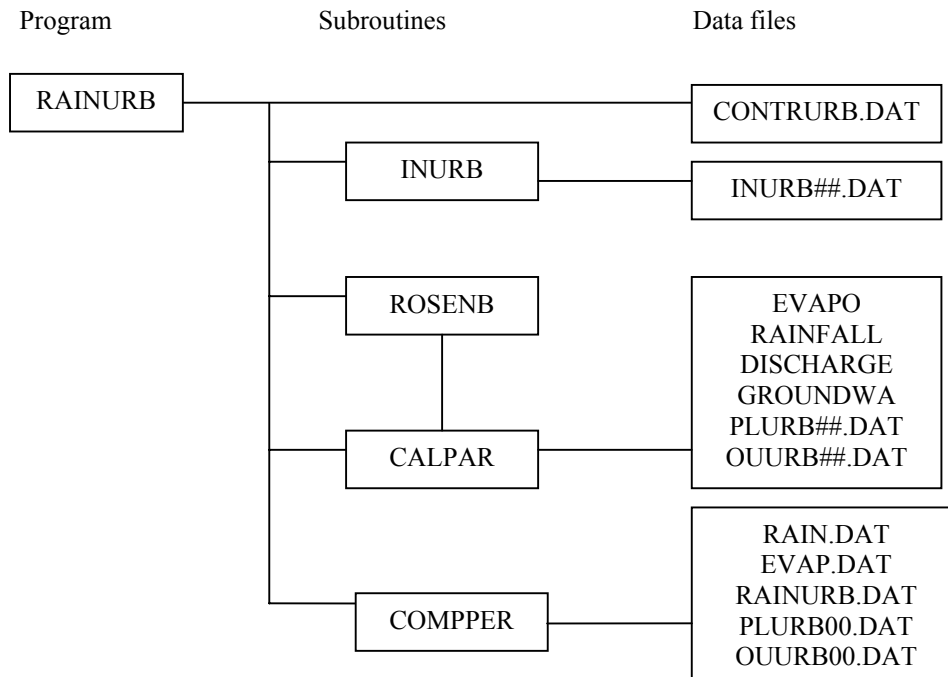 Program Subroutines Data files
RAINURB
CONTRURB.DAT
INURB
INURB##.DAT
ROSENB
CALPAR
EVAPO
RAINFALL
DISCHARGE
GROUNDWA
PLURB##.DAT
OUURB##.DAT
COMPPER
RAIN.DAT
EVAP.DAT
RAINURB.DAT
PLURB00.DAT
OUURB00.DAT